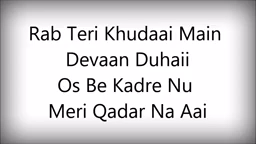 Rab Teri Khudaai Main
Devaan Duhaii
Os Be Kadre Nu
Meri Qadar Na Aai